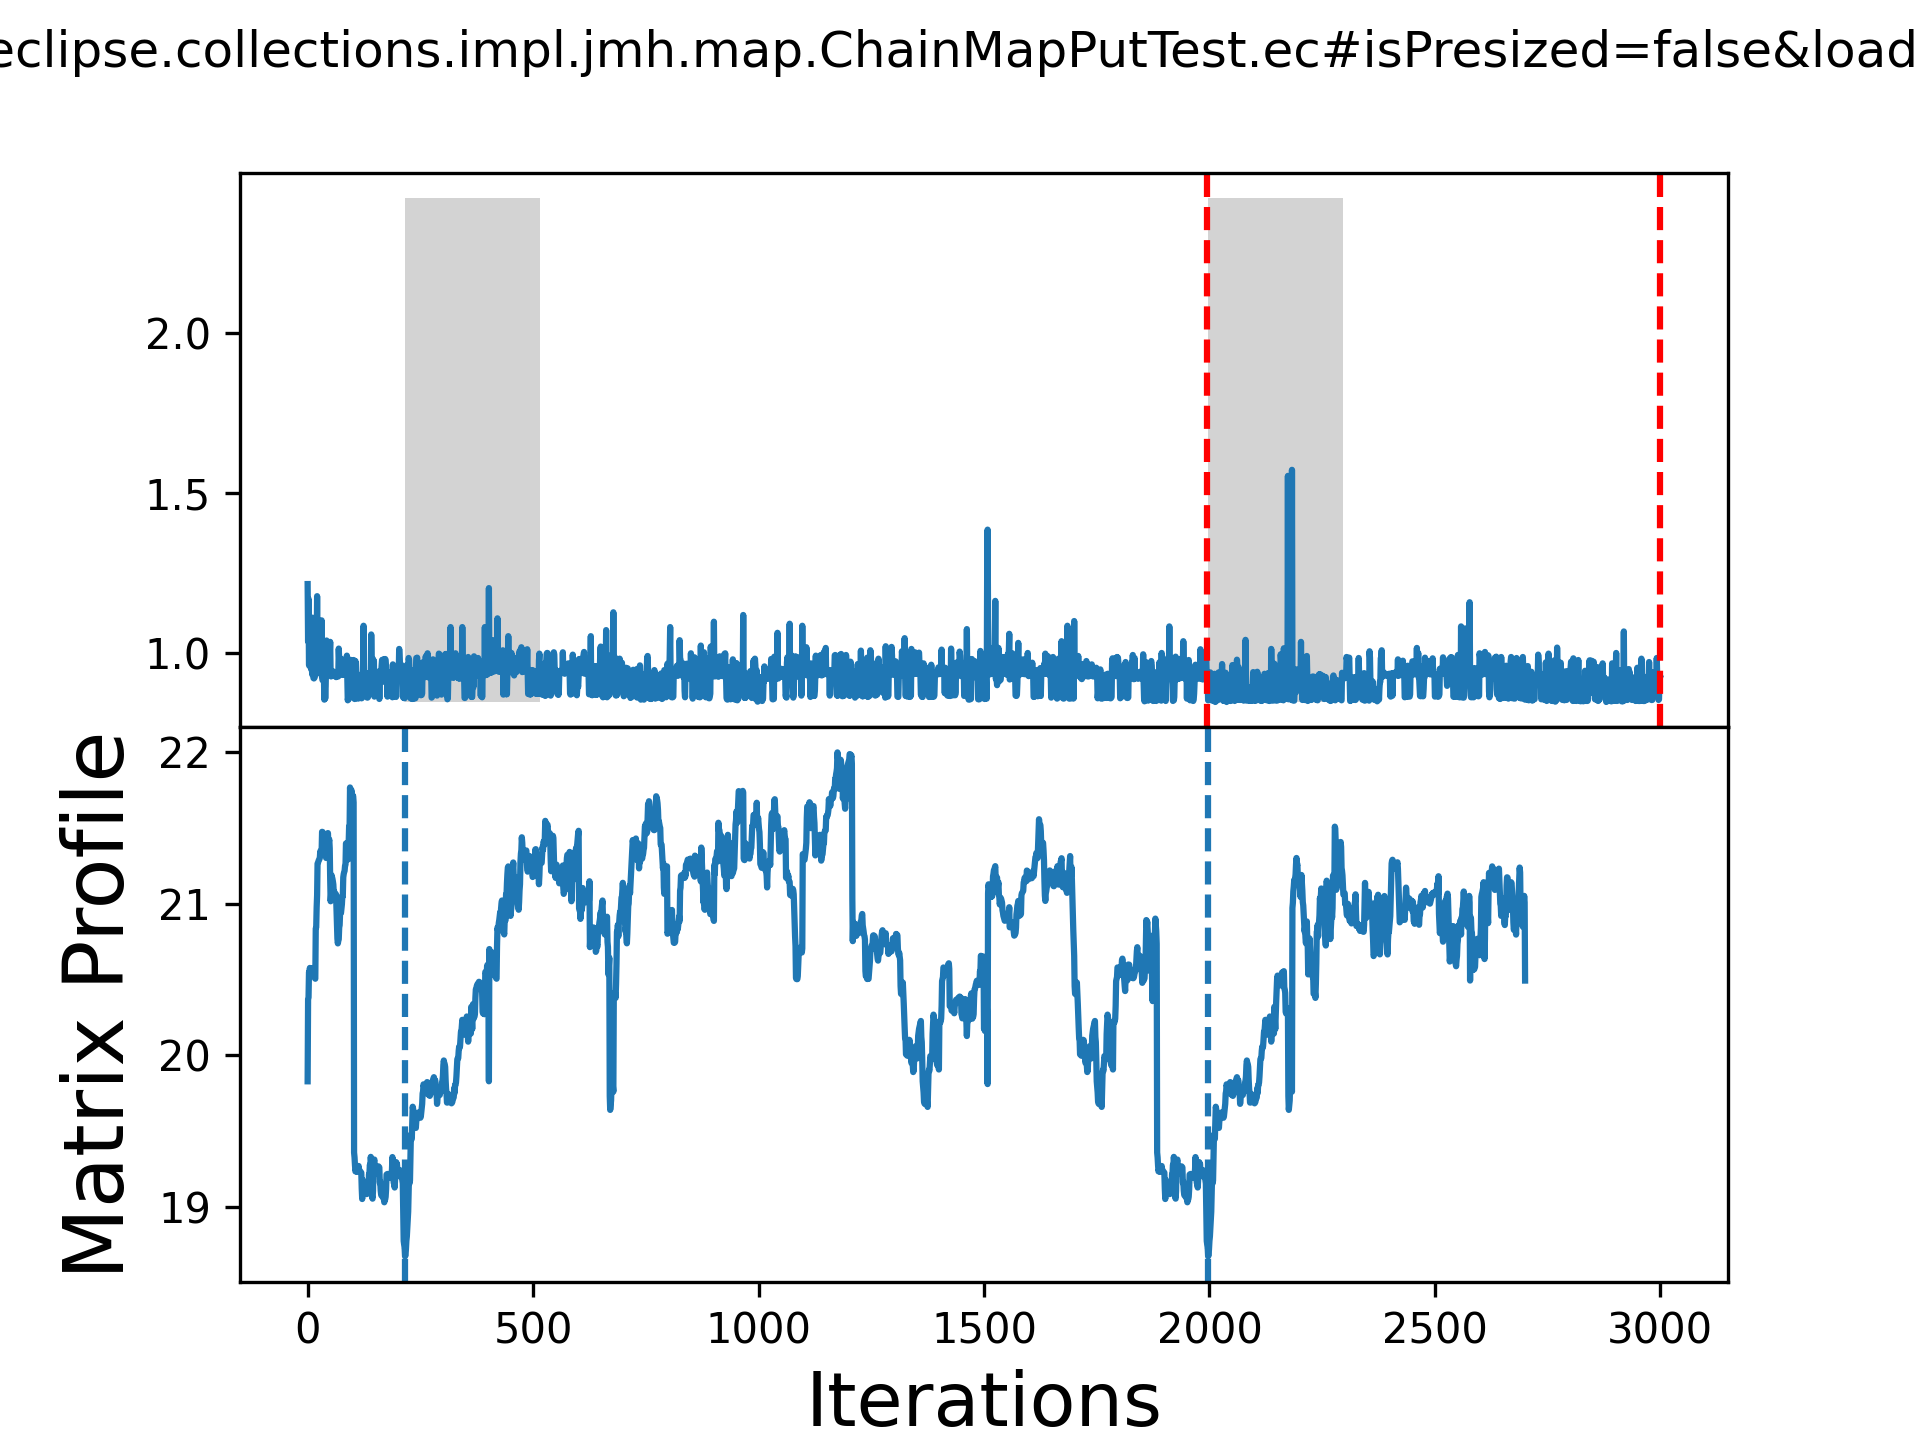 eclipse.collections.impl.jmh.map.ChainMapPutTest.ec#isPresized=false&load
2.0
1.5
1.0
Matrix Profile
22
21
20
19
0 500 1000 1500 2000 2500 3000
Iterations